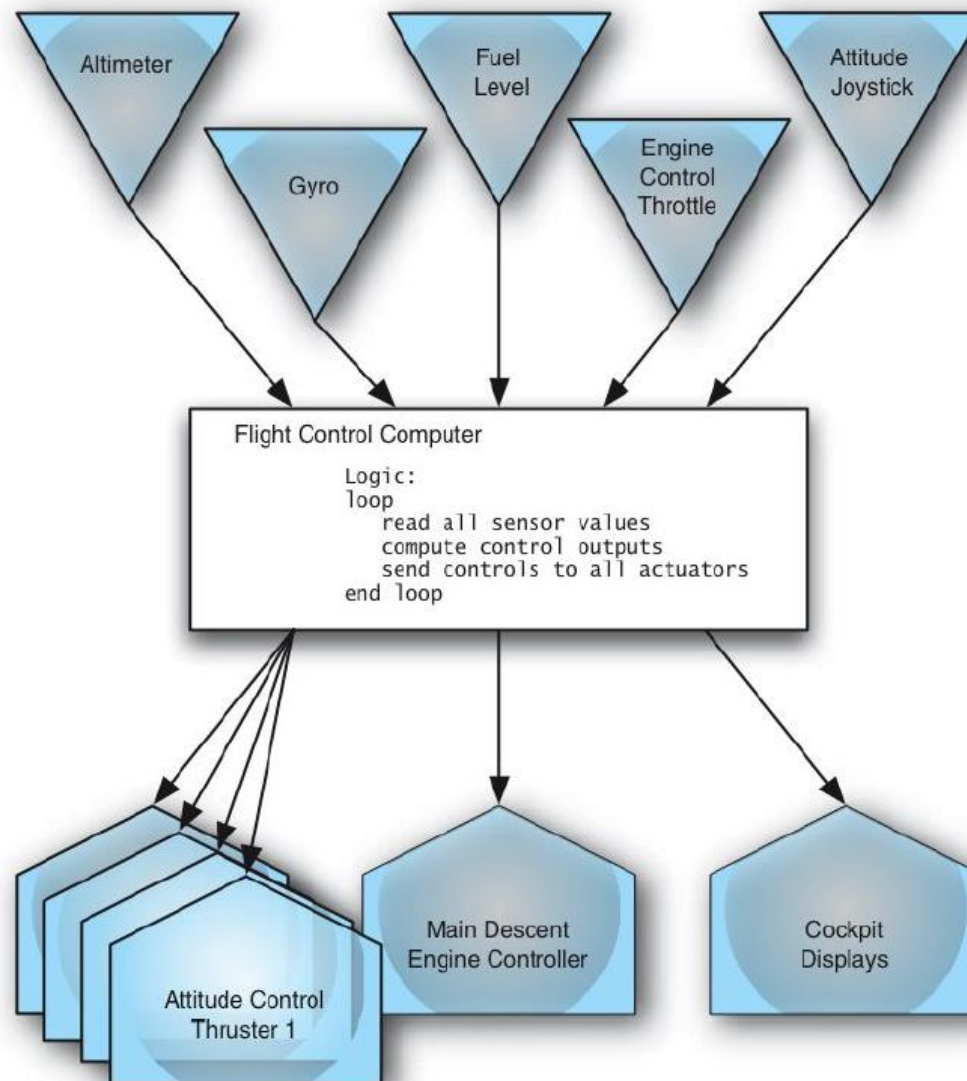 Altimeter
Fuel
Level
Attitude
Joystick
Gyro
Engine
Control
Throttle
Flight Control Computer
Logic:
loop
read all sensor values
compute control outputs
send controls to all actuators
end loop
Main Descent
Engine Controller
Cockpit
Displays
Attitude Control
Thruster 1